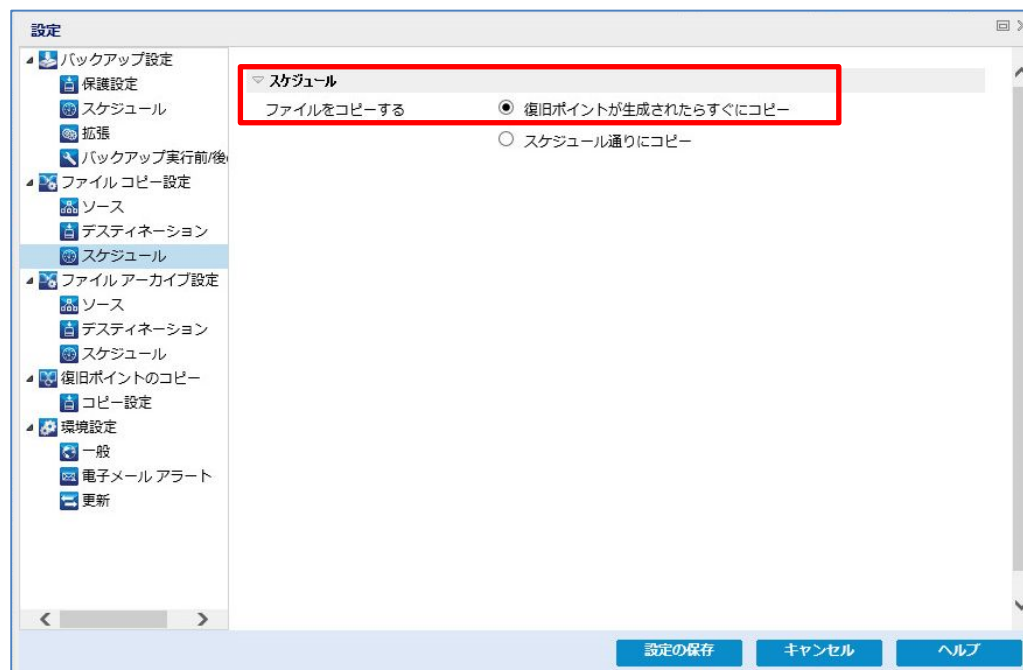 設定
バックアップ設定
保護設定
スケジュール
拡張
バックアップ実行前/後
ファイル コピー設定
ソース
デスティネーション
スケジュール
ファイル アーカイブ設定
ソース
デスティネーション
スケジュール
復旧ポイントのコピー
コピー設定
環境設定
一般
電子メール アラート
更新
スケジュール
ファイルをコピーする 復旧ポイントが生成されたらすぐにコピー
スケジュール通りにコピー
設定の保存 キャンセル ヘルプ